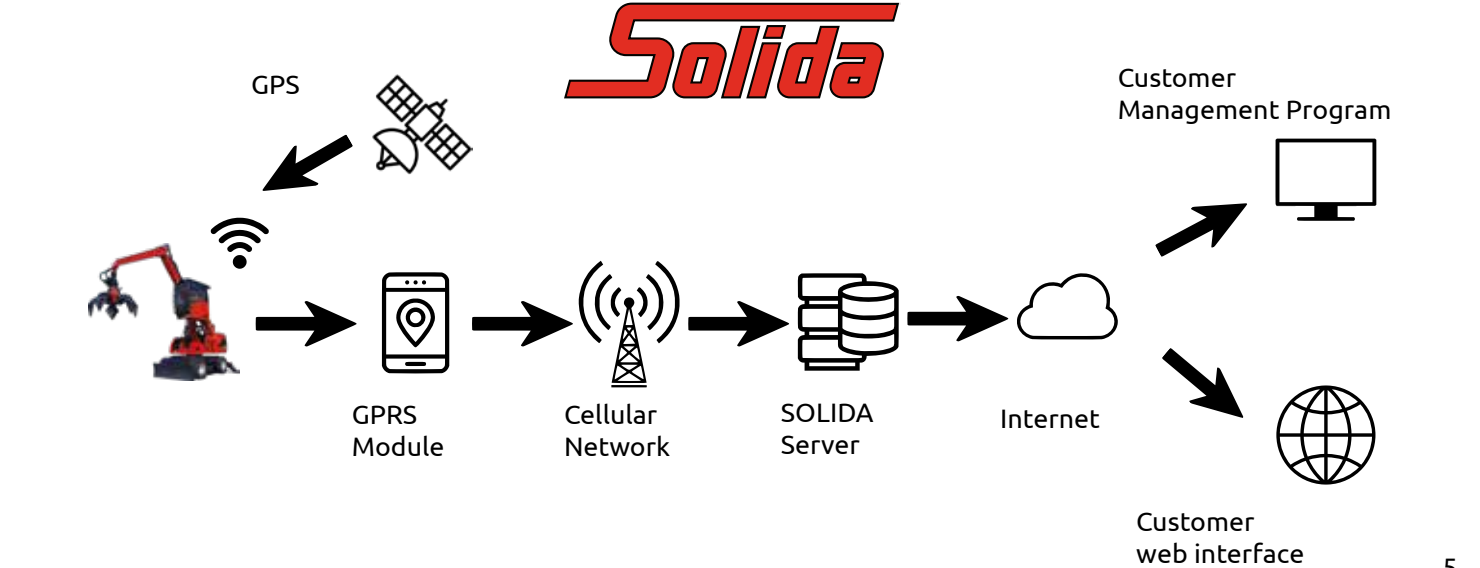 Solida
GPS
Customer
Management Program
GPRS
Module
Cellular
Network
SOLIDA
Server
Internet
Customer
web interface
5